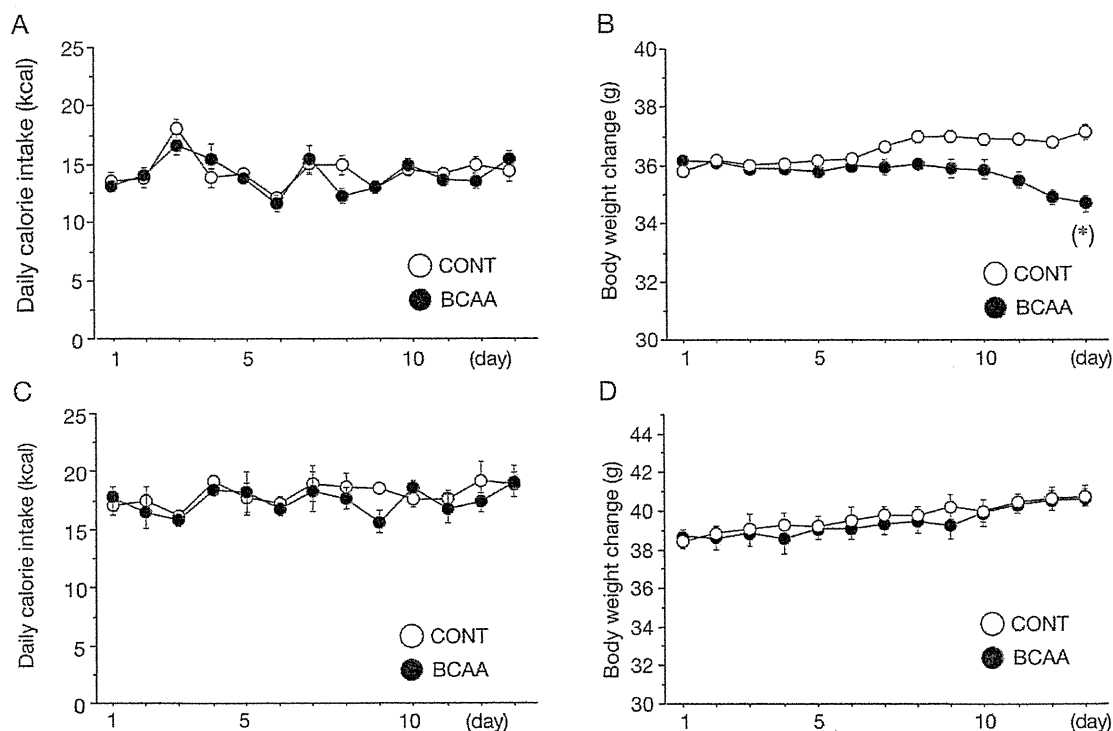 A
Daily calorie intake (kcal)
25
20
15
10
5
0
1 5 10 (day)
CONT
BCAA
B
Body weight change (g)
40
38
36
34
32
30
1 5 10 (day)
(*)
CONT
BCAA
C
Daily calorie intake (kcal)
25
20
15
10
5
0
1 5 10 (day)
CONT
BCAA
D
Body weight change (g)
44
42
40
38
36
34
32
30
1 5 10 (day)
CONT
BCAA